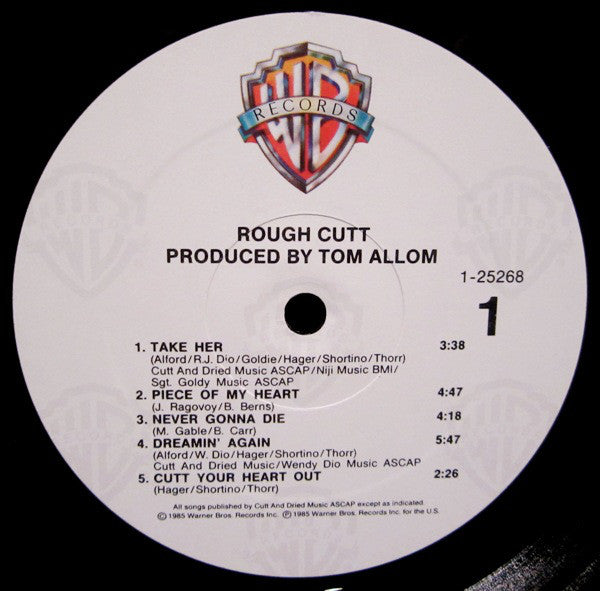 WB
RECORDS
ROUGH CUTT
PRODUCED BY TOM ALLOM
1-25268
1
1. TAKE HER 3:38
(Alford/R.J. Dio/Goldie/Hager/Shortino/Thorr)
Cutt And Dried Music ASCAP/Niji Music BMI/
Sgt. Goldy Music ASCAP
2. PIECE OF MY HEART 4:47
(J. Ragovoy/B. Berns)
3. NEVER GONNA DIE 4:18
(M. Gable/B. Carr)
4. DREAMIN' AGAIN 5:47
(Alford/W. Dio/Hager/Shortino/Thorr)
Cutt And Dried Music/Wendy Dio Music ASCAP
5. CUTT YOUR HEART OUT 2:26
(Hager/Shortino/Thorr)
All songs published by Cutt And Dried Music ASCAP except as indicated.
©1985 Warner Bros. Records Inc. ℗1985 Warner Bros. Records Inc. for the U.S.